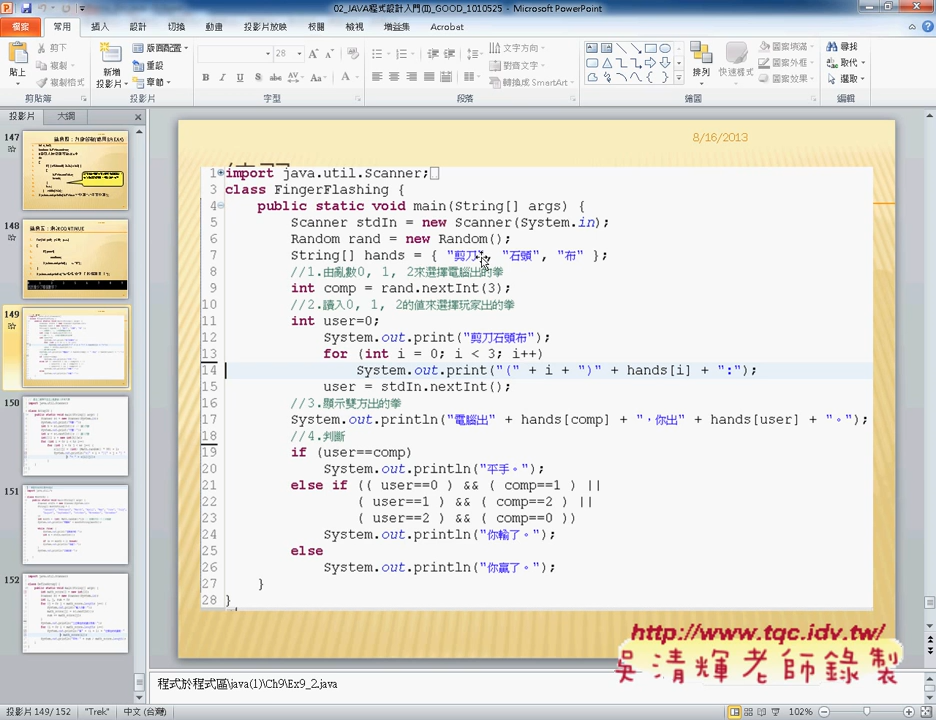 02_JAVA程式設計入門(II)_GOOD_1010525 - Microsoft PowerPoint
檔案 常用 插入 設計 切換 動畫 投影片放映 校閱 檢視 增益集 Acrobat
貼上 剪下 複製 複製格式 剪貼簿
新增投影片 版面配置 重設 章節 投影片
28
字型
文字方向 對齊文字 轉換成 SmartArt 段落
排列 快速樣式 圖案填滿 圖案外框 圖案效果 繪圖
尋找 取代 選取 編輯
投影片 大綱
147
148
149
150
151
152
8/16/2013
1 import java.util.Scanner;
3 class FingerFlashing {
4 public static void main(String[] args) {
5 Scanner stdIn = new Scanner(System.in);
6 Random rand = new Random();
7 String[] hands = { "剪刀", "石頭", "布" };
8 //1.由亂數0, 1, 2來選擇電腦出的拳
9 int comp = rand.nextInt(3);
10 //2.讀入0, 1, 2的值來選擇玩家出的拳
11 int user=0;
12 System.out.print("剪刀石頭布");
13 for (int i = 0; i < 3; i++)
14 System.out.print("(" + i + ")" + hands[i] + ":");
15 user = stdIn.nextInt();
16 //3.顯示雙方出的拳
17 System.out.println("電腦出" + hands[comp] + "，你出" + hands[user] + "。");
18 //4.判斷
19 if (user==comp)
20 System.out.println("平手。");
21 else if (( user==0 ) && ( comp==1 ) ||
22 ( user==1 ) && ( comp==2 ) ||
23 ( user==2 ) && ( comp==0 ))
24 System.out.println("你輸了。");
25 else
26 System.out.println("你贏了。");
27 }
28 }
http://www.tqc.idv.tw/
吳清輝老師錄製
程式於程式區\java(1)\Ch9\Ex9_2.java
投影片 149/152 "Trek" 中文 (台灣) 102%